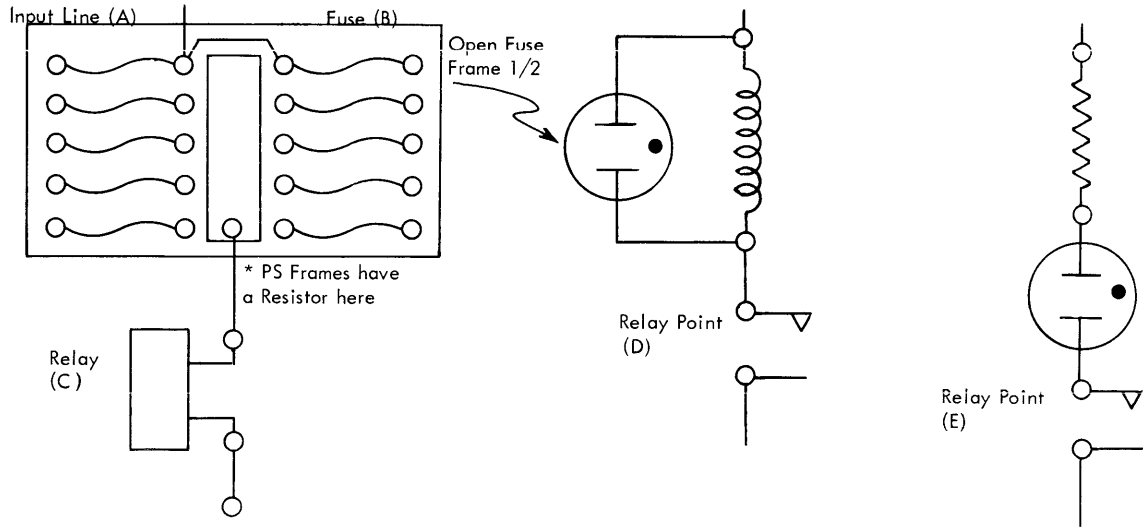 Input Line (A)
Fuse (B)
Open Fuse
Frame 1/2
* PS Frames have
a Resistor here
Relay
(C)
Relay Point
(D)
Relay Point
(E)